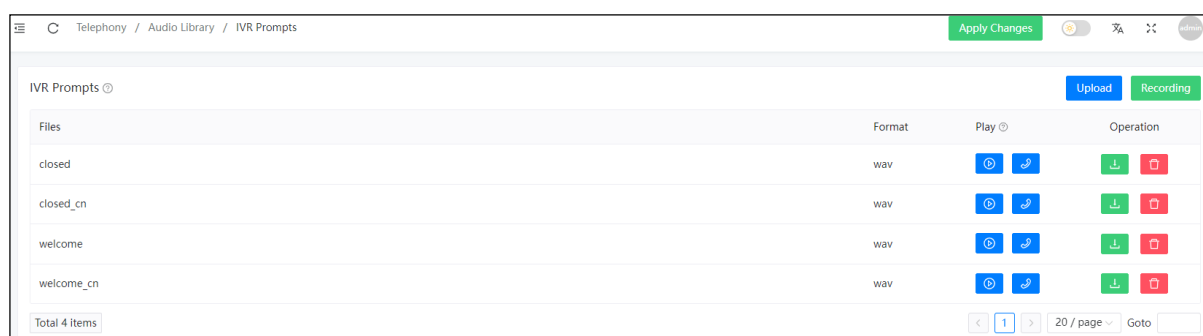 Telephony / Audio Library / IVR Prompts Apply Changes admin
IVR Prompts Upload Recording
Files Format Play Operation
closed wav
closed_cn wav
welcome wav
welcome_cn wav
Total 4 items 1 20 / page Goto